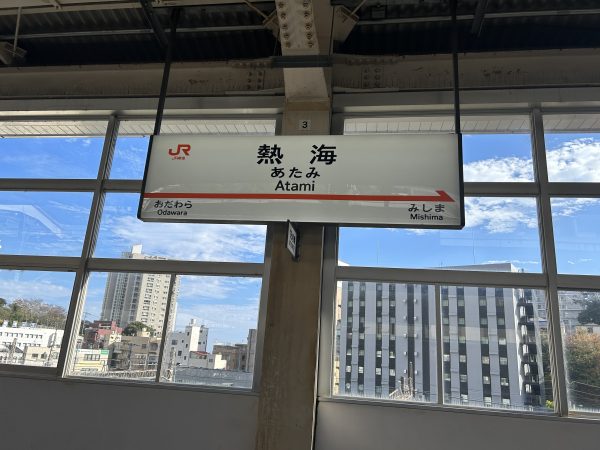 3
JR
JR東海
熱海
あたみ
Atami
おだわら
Odawara
みしま
Mishima